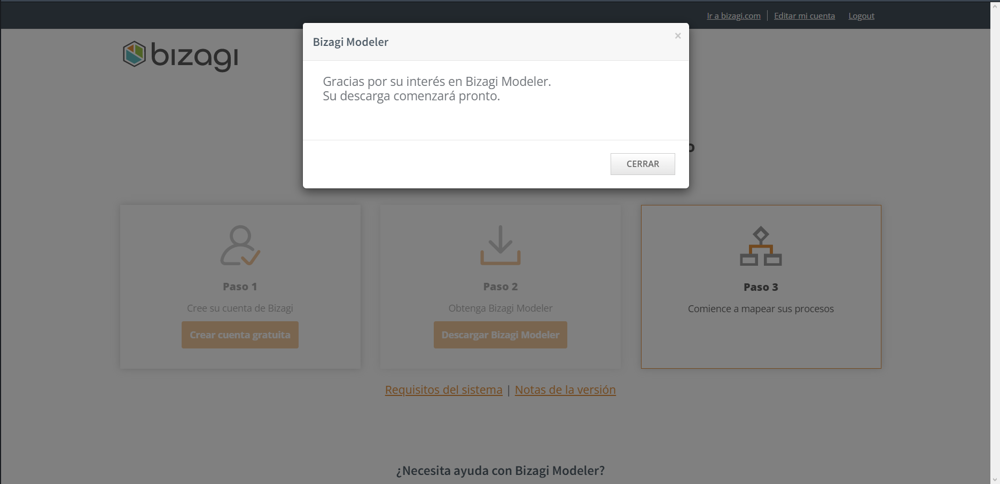 Ir a bizagi.com | Editar mi cuenta Logout
bizagi
Bizagi Modeler
×
Gracias por su interés en Bizagi Modeler.
Su descarga comenzará pronto.
CERRAR
Paso 1
Cree su cuenta de Bizagi
Crear cuenta gratuita
Paso 2
Obtenga Bizagi Modeler
Descargar Bizagi Modeler
Paso 3
Comience a mapear sus procesos
Requisitos del sistema | Notas de la versión
¿Necesita ayuda con Bizagi Modeler?